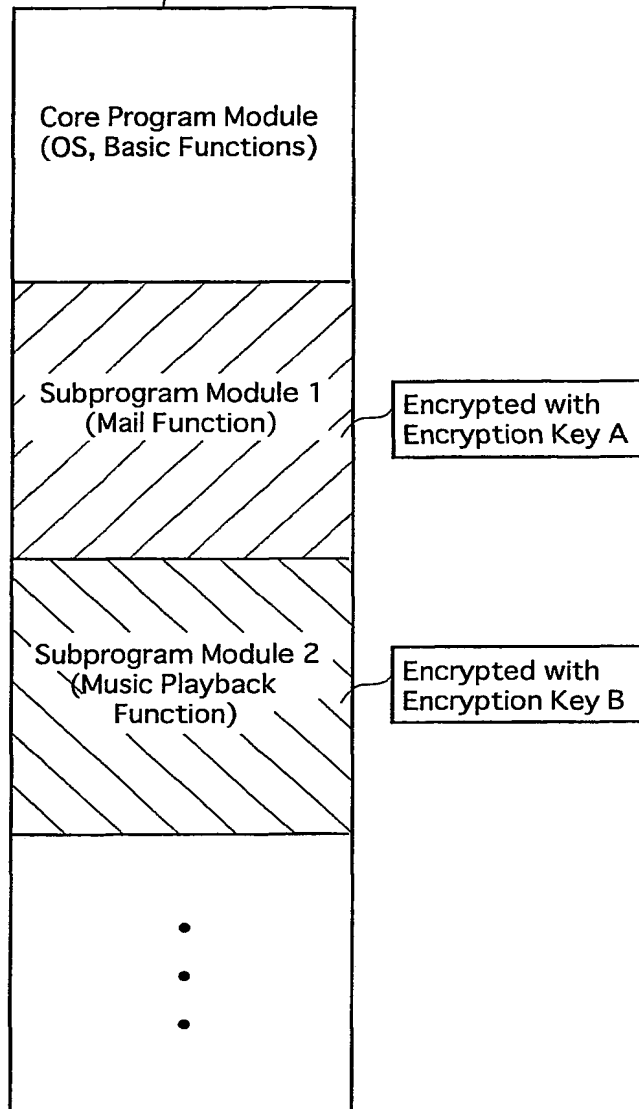 Core Program Module
(OS, Basic Functions)
Subprogram Module 1
(Mail Function)
Encrypted with
Encryption Key A
Subprogram Module 2
(Music Playback
Function)
Encrypted with
Encryption Key B